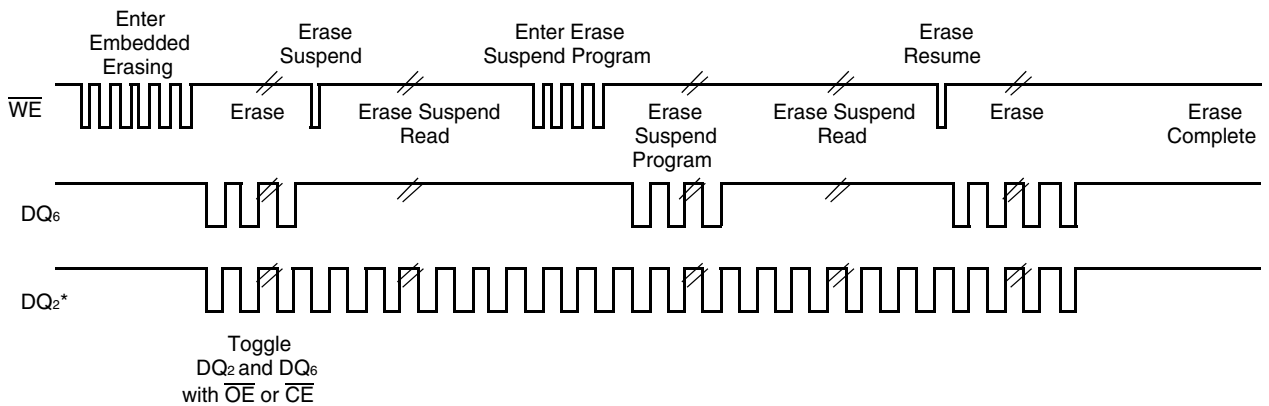 Enter
Embedded
Erasing
Erase
Suspend
Enter Erase
Suspend Program
Erase
Resume
WE
Erase
Erase Suspend
Read
Erase
Suspend
Program
Erase Suspend
Read
Erase
Erase
Complete
DQ6
DQ2*
Toggle
DQ2 and DQ6
with OE or CE